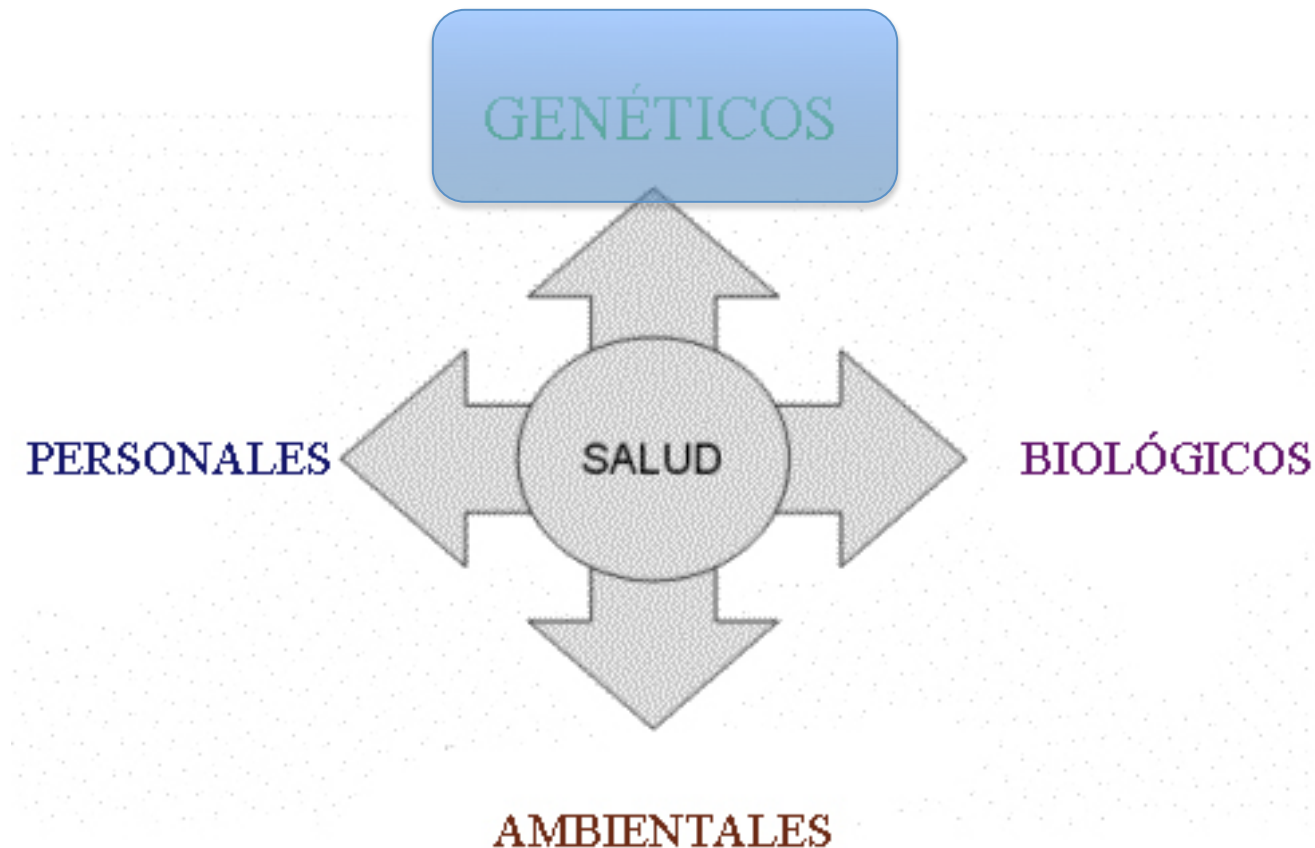 GENÉTICOS
PERSONALES
SALUD
BIOLÓGICOS
AMBIENTALES